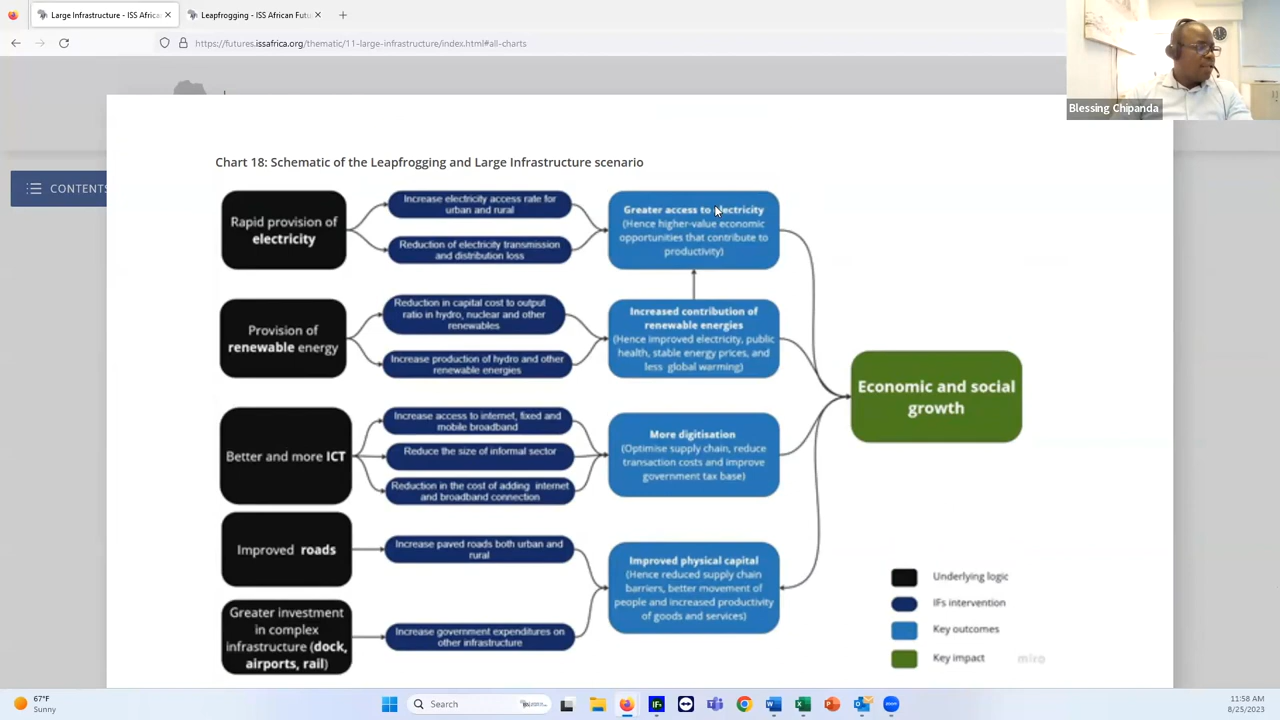 Large Infrastructure - ISS Africa
Leapfrogging - ISS African Futu
https://futures.issafrica.org/thematic/11-large-infrastructure/index.html#all-charts
Blessing Chipanda
CONTENTS
Chart 18: Schematic of the Leapfrogging and Large Infrastructure scenario
Rapid provision of
electricity
Increase electricity access rate for
urban and rural
Reduction of electricity transmission
and distribution loss
Greater access to electricity
(Hence higher-value economic
opportunities that contribute to
productivity)
Provision of
renewable energy
Reduction in capital cost to output
ratio in hydro, nuclear and other
renewables
Increase production of hydro and other
renewable energies
Increased contribution of
renewable energies
(Hence improved electricity, public
health, stable energy prices, and
less global warming)
Better and more ICT
Increase access to internet, fixed and
mobile broadband
Reduce the size of informal sector
Reduction in the cost of adding internet
and broadband connection
More digitisation
(Optimise supply chain, reduce
transaction costs and improve
government tax base)
Economic and social
growth
Improved roads
Increase paved roads both urban and
rural
Greater investment
in complex
infrastructure (dock,
airports, rail)
Increase government expenditures on
other infrastructure
Improved physical capital
(Hence reduced supply chain
barriers, better movement of
people and increased productivity
of goods and services)
Underlying logic
IFs intervention
Key outcomes
Key impact
miro
67°F
Sunny
Search
11:58 AM
8/25/2023